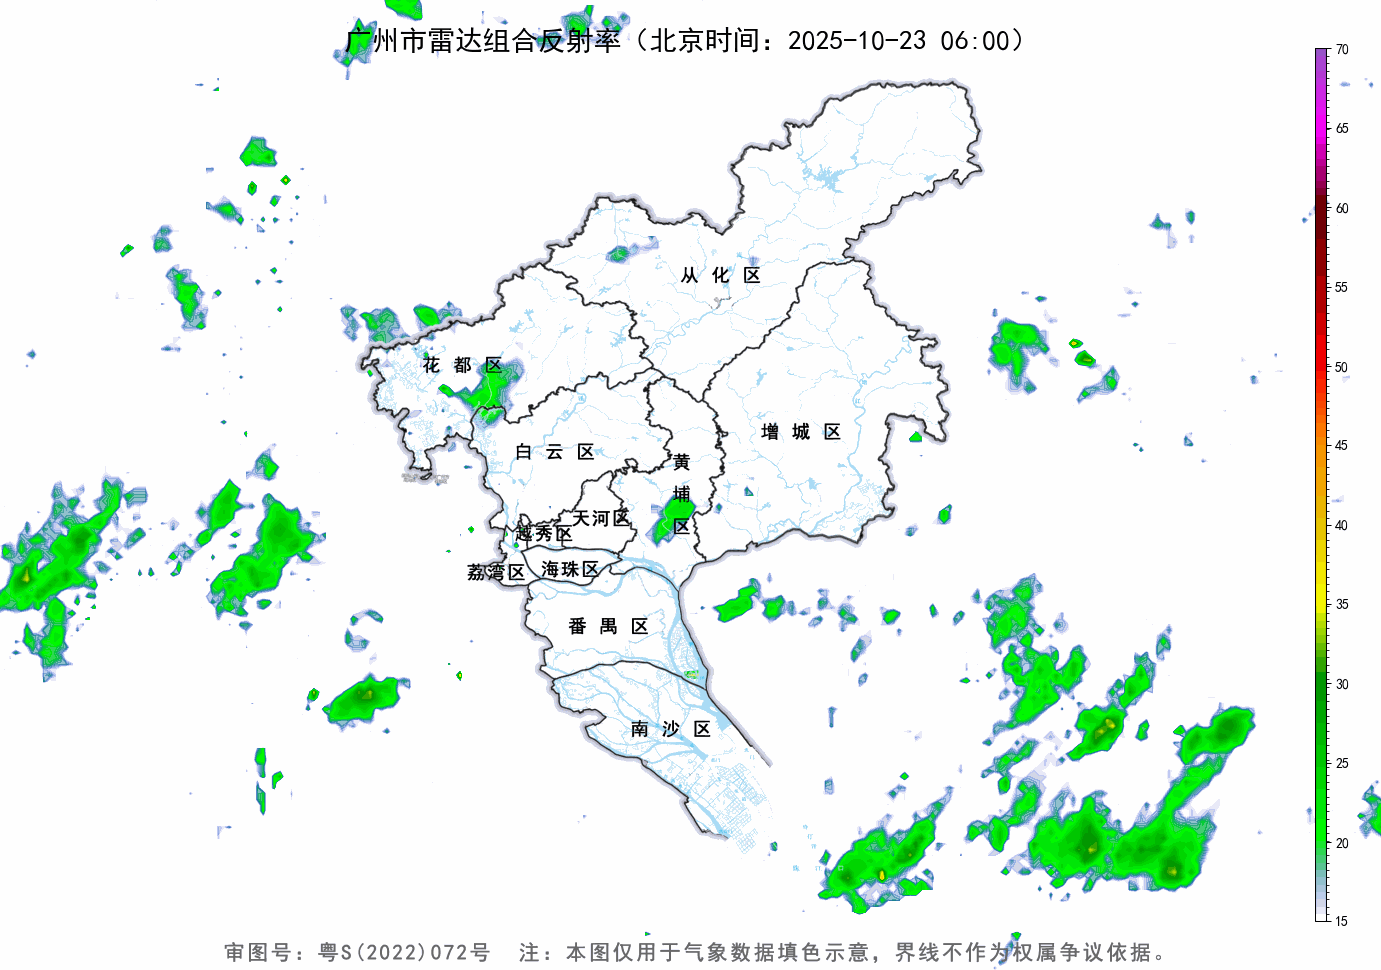 广州市雷达组合反射率（北京时间：2025-10-23 06:00）
70
65
60
55
50
45
40
35
30
25
20
15
从化区
花都区
增城区
白云区
黄埔区
天河区
越秀区
海珠区
荔湾区
番禺区
南沙区
审图号：粤S(2022)072号　注：本图仅用于气象数据填色示意，界线不作为权属争议依据。